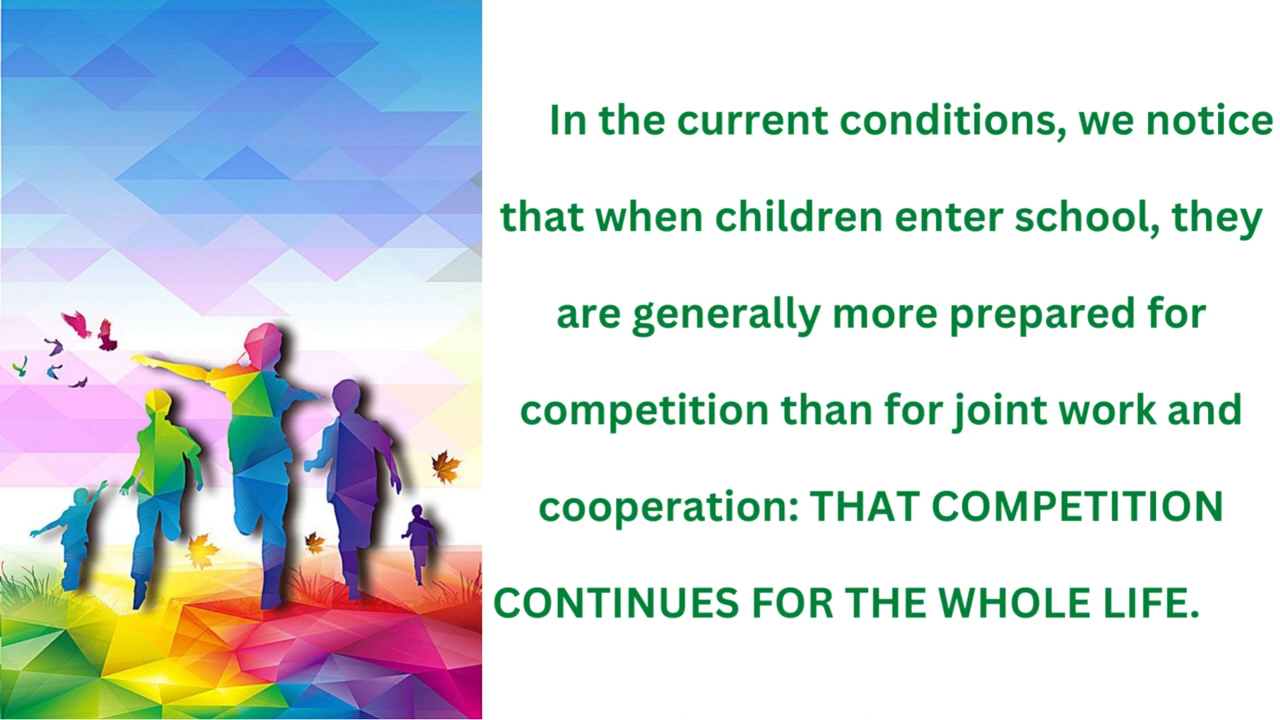 In the current conditions, we notice
that when children enter school, they
are generally more prepared for
competition than for joint work and
cooperation: THAT COMPETITION
CONTINUES FOR THE WHOLE LIFE.